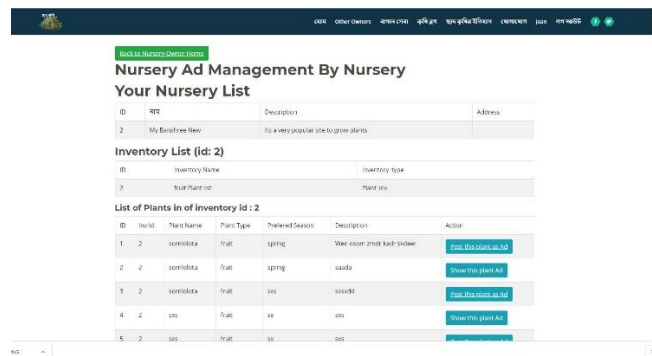 হোম Other Owners বাগান সেবা কৃষি ব্লগ ছাদ কৃষির ইতিহাস যোগাযোগ joan লগ আউট
Back to Nursery Owner Home
Nursery Ad Management By Nursery
Your Nursery List
ID নাম Description Address
2 My Banshree New Its a very popular site to grow plants
Inventory List (id: 2)
ID Inventory Name Inventory type
2 fruit Plant list Plant Inv
List of Plants in of inventory id : 2
ID Inv Id Plant Name Plant Type Prefered Season Description Action
1 2 somlolota fruit spring Post this plant as Ad
2 2 somlolota fruit spring saada Show this plant Ad
3 2 somlolota fruit sxs sxsxdd Post this plant as Ad
4 2 sxs fruit sx sxs Show this plant Ad
5 2 sxs fruit sx sxs